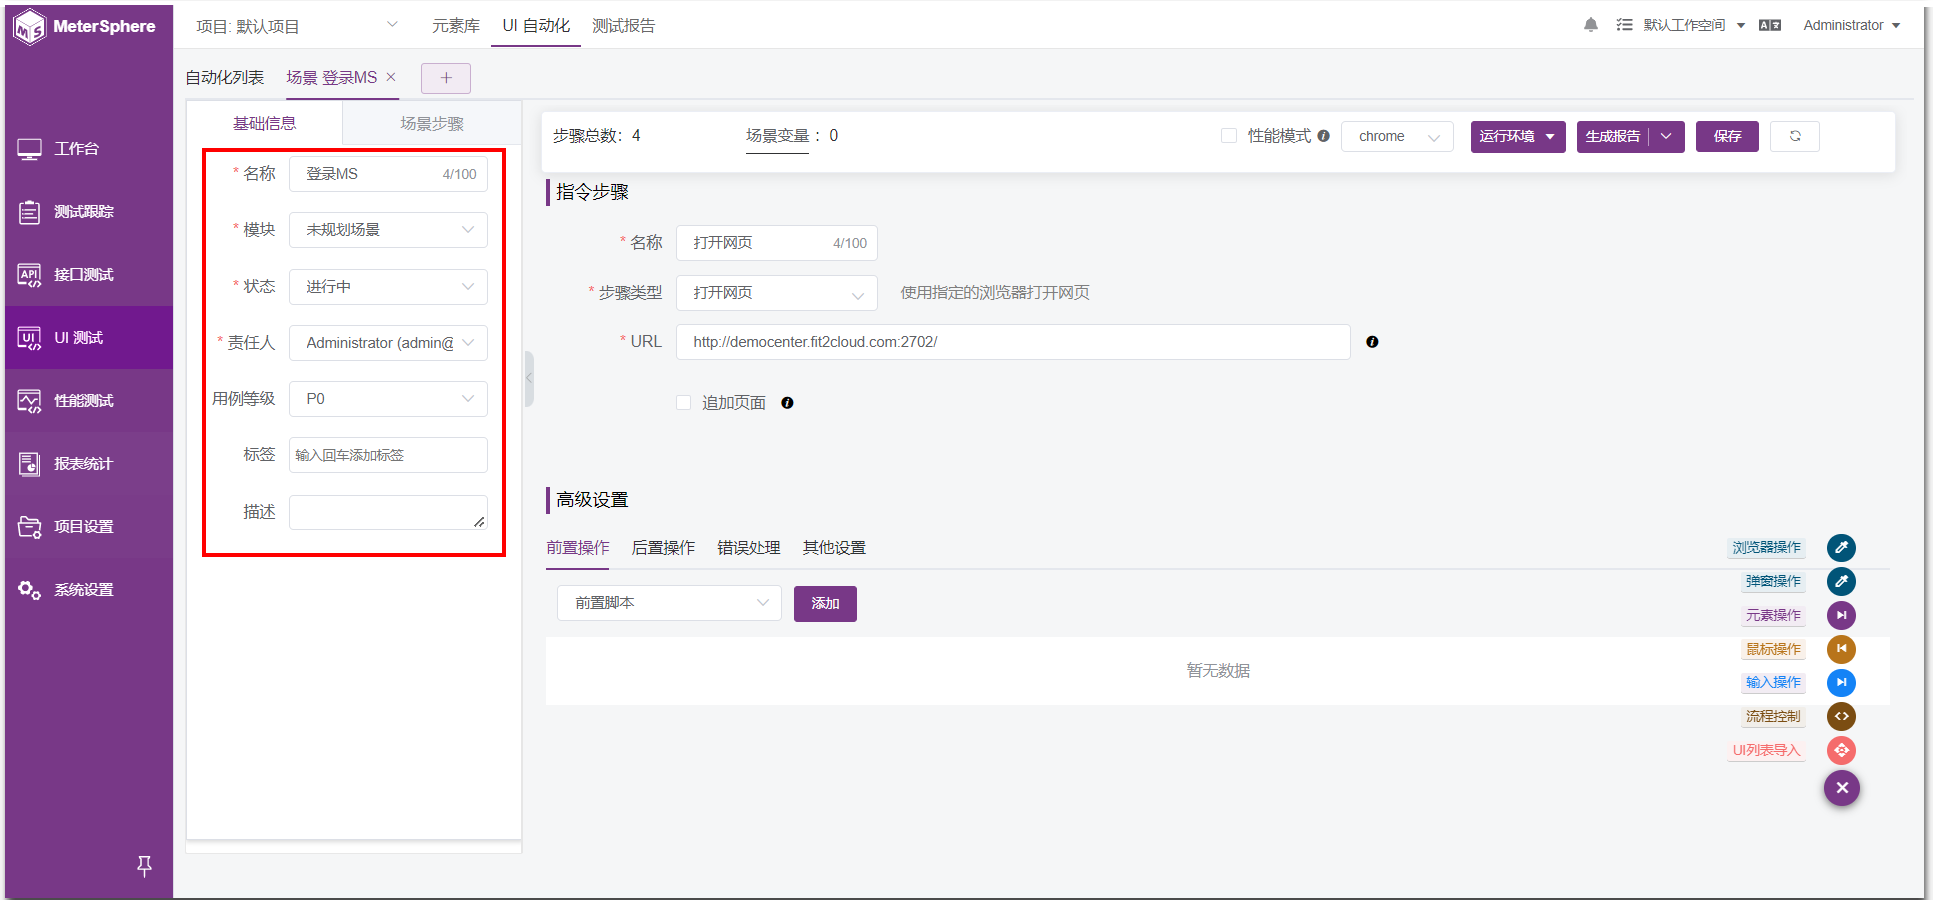 MeterSphere
项目: 默认项目
元素库
UI 自动化
测试报告
默认工作空间
Administrator
自动化列表
场景 登录MS
工作台
测试跟踪
接口测试
UI 测试
性能测试
报表统计
项目设置
系统设置
基础信息
场景步骤
* 名称 登录MS 4/100
* 模块 未规划场景
* 状态 进行中
* 责任人 Administrator (admin@
用例等级 P0
标签 输入回车添加标签
描述
步骤总数: 4
场景变量 : 0
性能模式
chrome
运行环境
生成报告
保存
指令步骤
* 名称 打开网页 4/100
* 步骤类型 打开网页 使用指定的浏览器打开网页
* URL http://democenter.fit2cloud.com:2702/
追加页面
高级设置
前置操作 后置操作 错误处理 其他设置
前置脚本 添加
暂无数据
浏览器操作
弹窗操作
元素操作
鼠标操作
输入操作
流程控制
UI列表导入